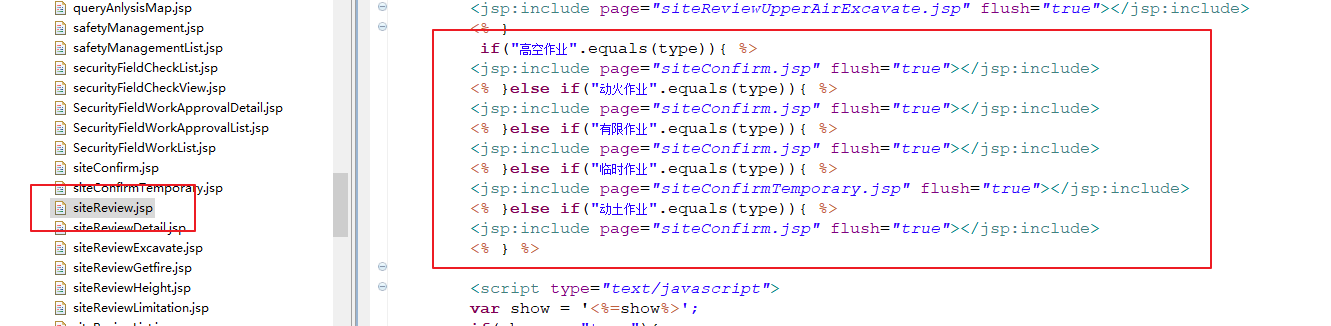 queryAnlysisMap.jsp
safetyManagement.jsp
safetyManagementList.jsp
securityFieldCheckList.jsp
securityFieldCheckView.jsp
SecurityFieldWorkApprovalDetail.jsp
SecurityFieldWorkApprovalList.jsp
SecurityFieldWorkList.jsp
siteConfirm.jsp
siteConfirmTemporary.jsp
siteReview.jsp
siteReviewDetail.jsp
siteReviewExcavate.jsp
siteReviewGetfire.jsp
siteReviewHeight.jsp
siteReviewLimitation.jsp
<jsp:include page="siteReviewUpperAirExcavate.jsp" flush="true"></jsp:include>
<% }
if("高空作业".equals(type)){ %>
<jsp:include page="siteConfirm.jsp" flush="true"></jsp:include>
<% }else if("动火作业".equals(type)){ %>
<jsp:include page="siteConfirm.jsp" flush="true"></jsp:include>
<% }else if("有限作业".equals(type)){ %>
<jsp:include page="siteConfirm.jsp" flush="true"></jsp:include>
<% }else if("临时作业".equals(type)){ %>
<jsp:include page="siteConfirmTemporary.jsp" flush="true"></jsp:include>
<% }else if("动土作业".equals(type)){ %>
<jsp:include page="siteConfirm.jsp" flush="true"></jsp:include>
<% } %>
<script type="text/javascript">
var show = '<%=show%>';